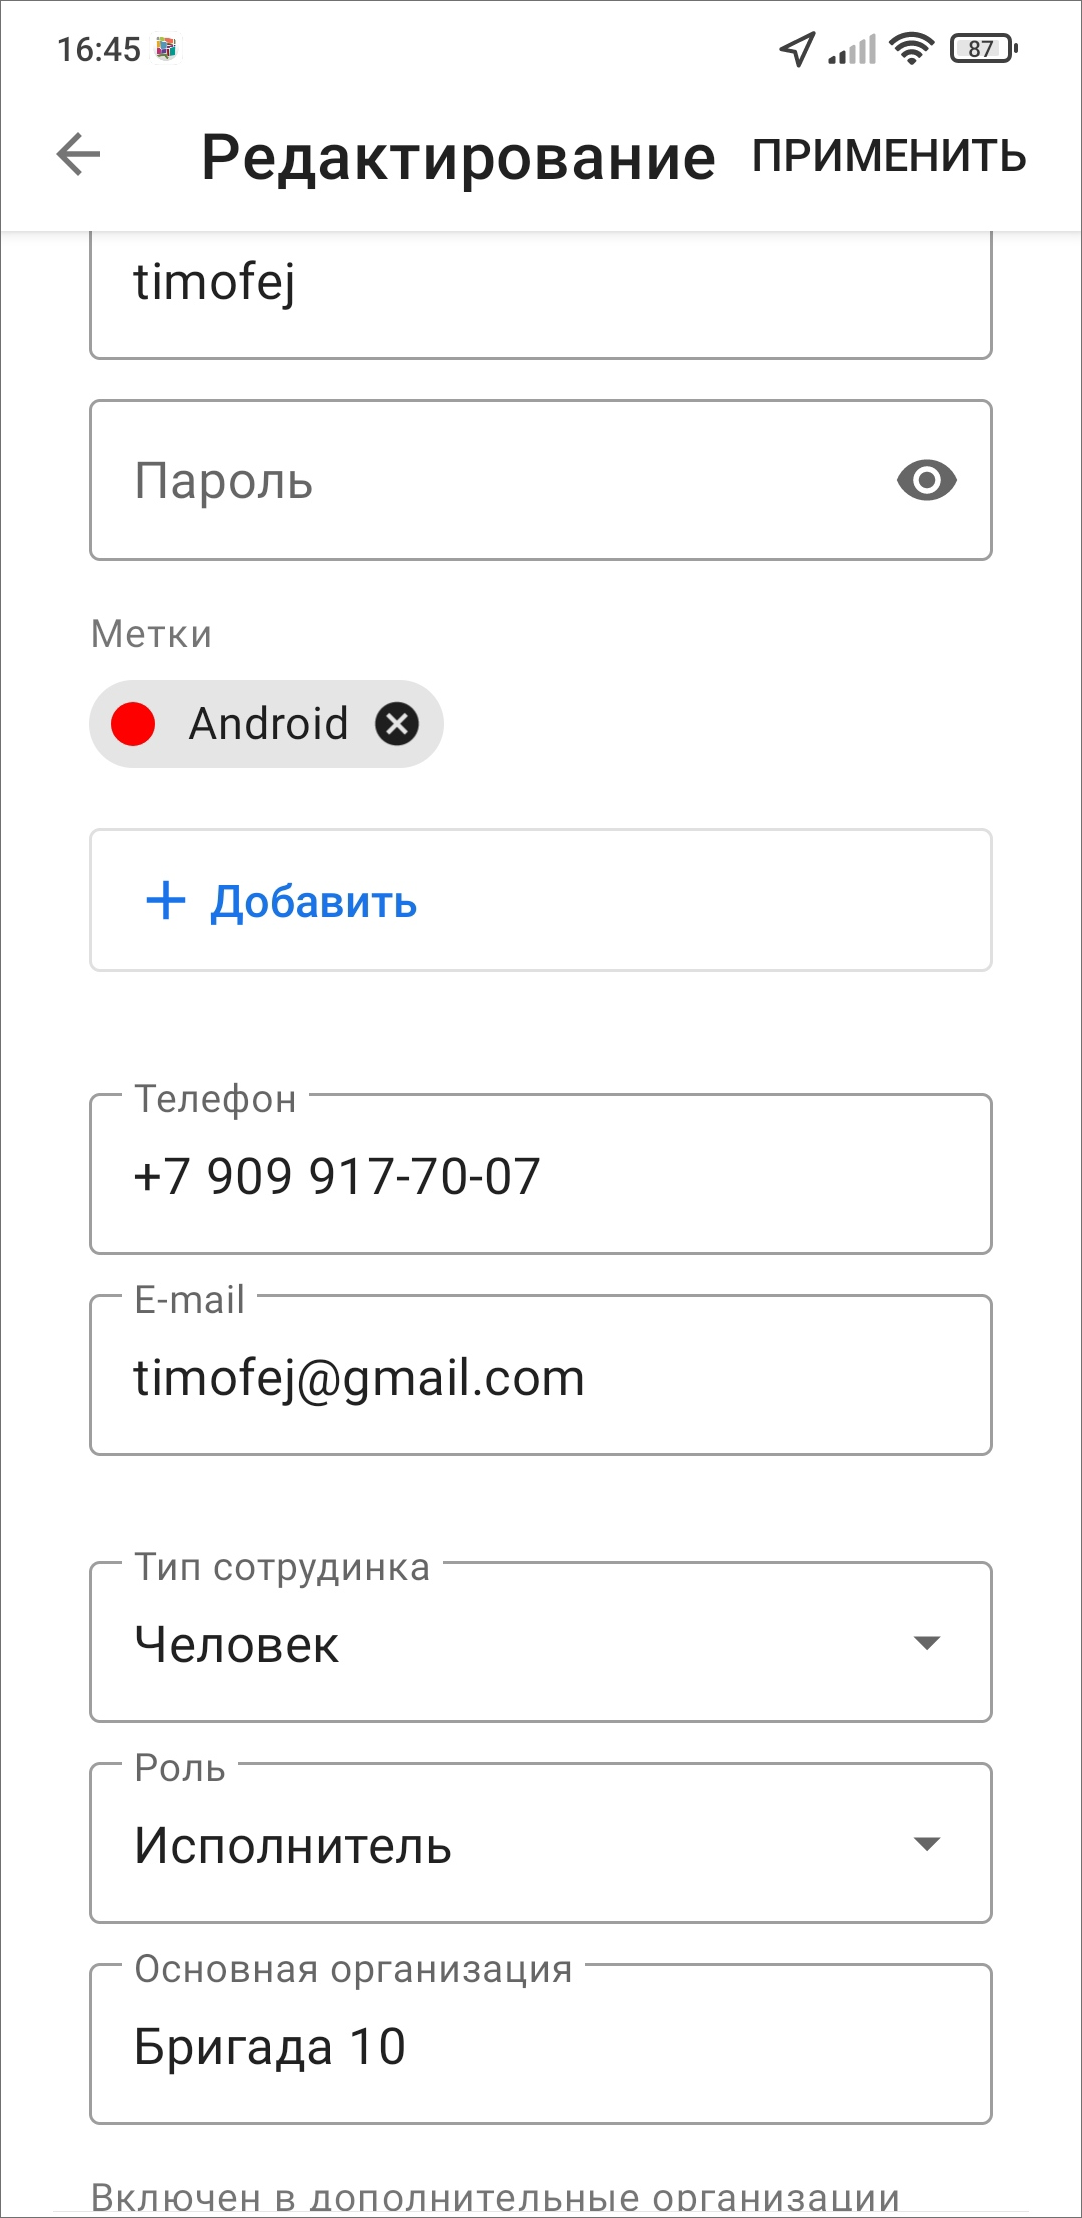 16:45
87
Редактирование ПРИМЕНИТЬ
timofej
Пароль
Метки
Android
+ Добавить
Телефон
+7 909 917-70-07
E-mail
timofej@gmail.com
Тип сотрудинка
Человек
Роль
Исполнитель
Основная организация
Бригада 10
Включен в дополнительные организации